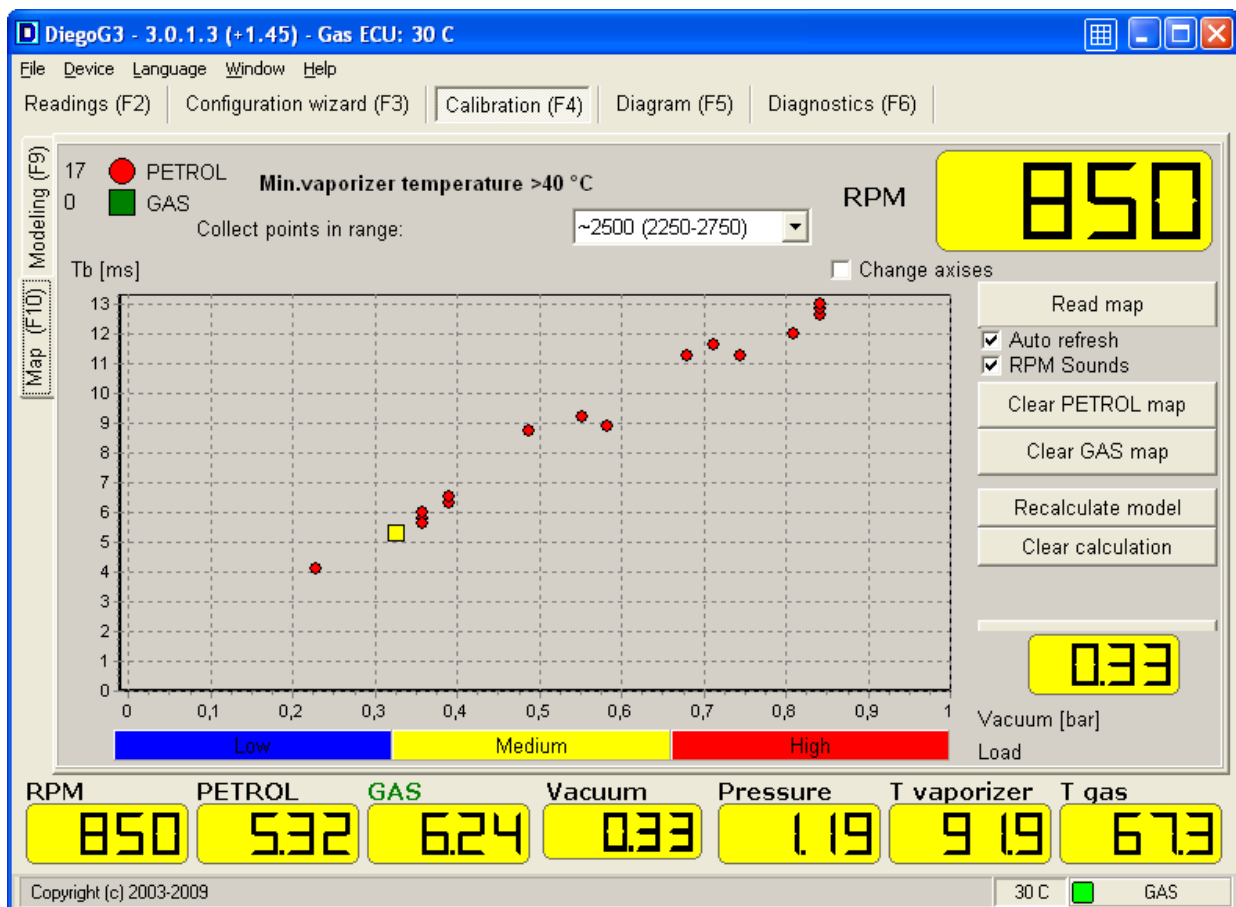 DiegoG3 - 3.0.1.3 (+1.45) - Gas ECU: 30 C
File Device Language Window Help
Readings (F2) Configuration wizard (F3) Calibration (F4) Diagram (F5) Diagnostics (F6)
Modeling (F9)
Map (F10)
17 PETROL
0 GAS
Min.vaporizer temperature >40 °C
RPM 850
Collect points in range: ~2500 (2250-2750)
Tb [ms]
Change axises
13
12
11
10
9
8
7
6
5
4
3
2
1
0
0 0,1 0,2 0,3 0,4 0,5 0,6 0,7 0,8 0,9 1
Low Medium High
Read map
Auto refresh
RPM Sounds
Clear PETROL map
Clear GAS map
Recalculate model
Clear calculation
0.33
Vacuum [bar]
Load
RPM PETROL GAS Vacuum Pressure T vaporizer T gas
850 5.32 6.24 0.33 1.19 91.9 67.3
Copyright (c) 2003-2009 30 C GAS